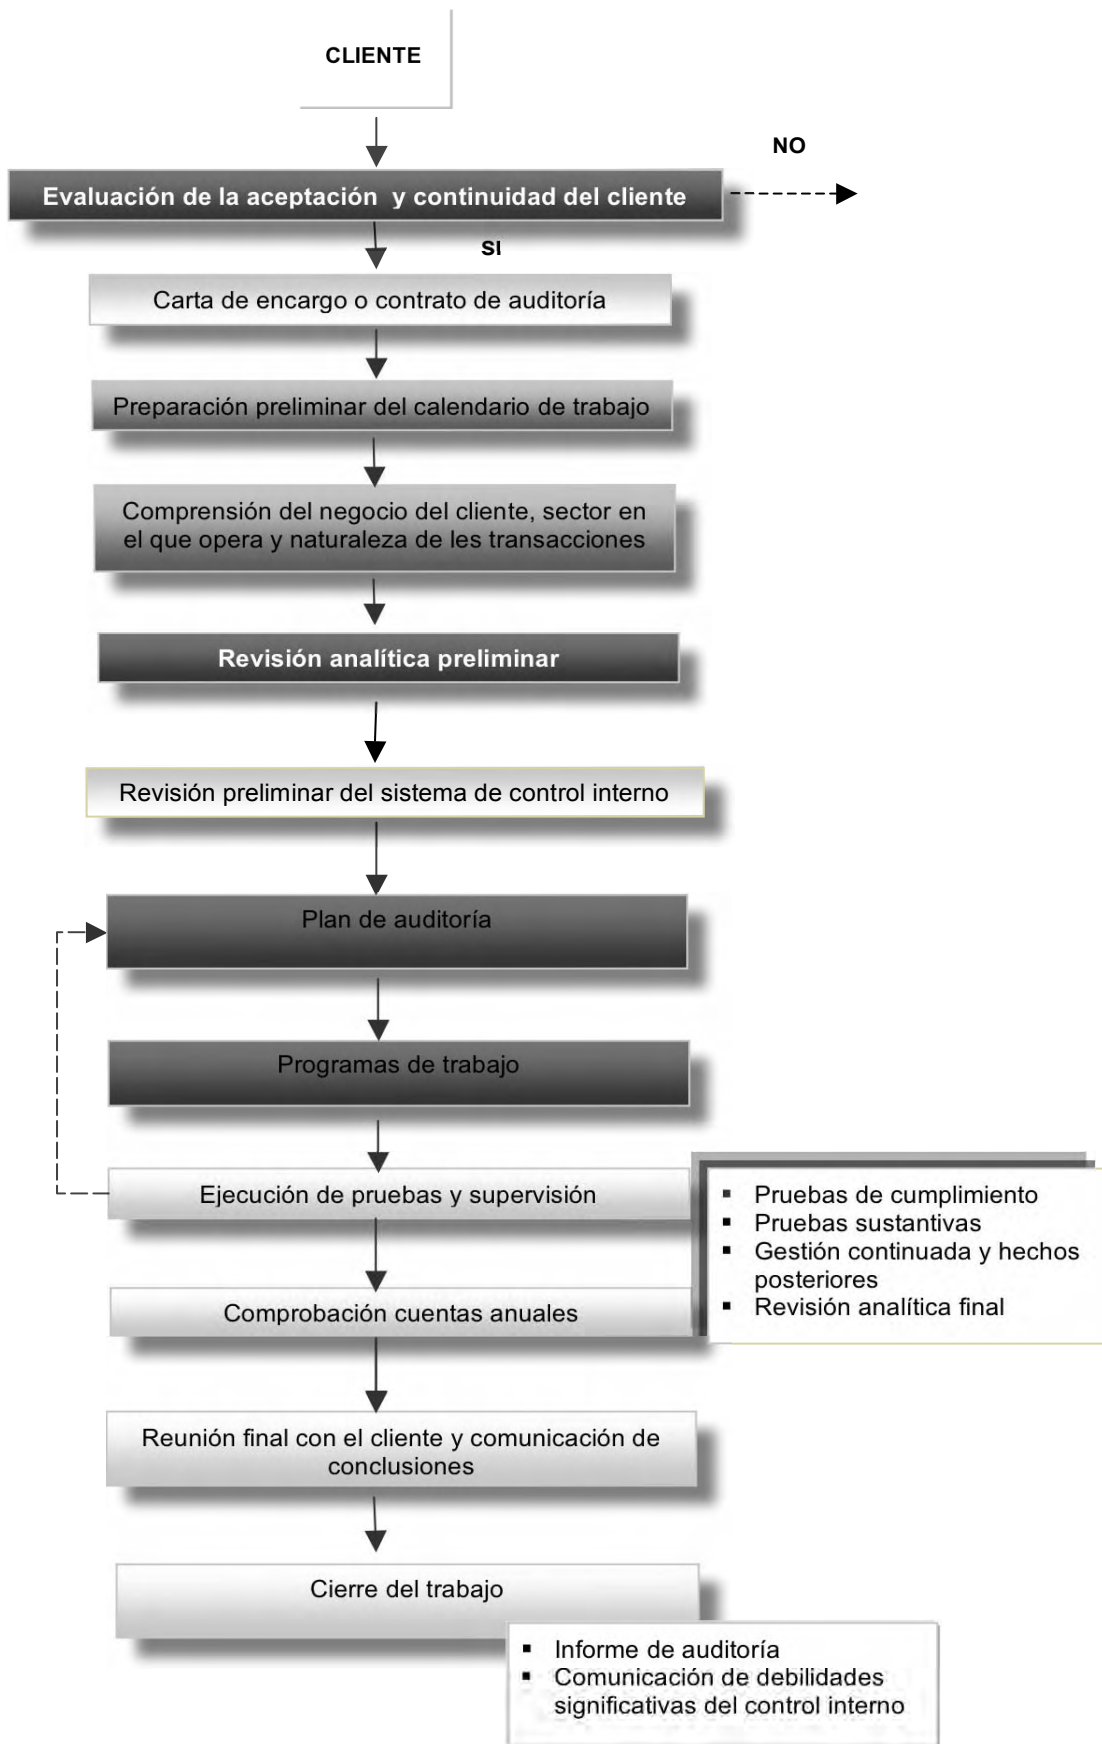 CLIENTE
NO
Evaluación de la aceptación y continuidad del cliente
SI
Carta de encargo o contrato de auditoría
Preparación preliminar del calendario de trabajo
Comprensión del negocio del cliente, sector en
el que opera y naturaleza de les transacciones
Revisión analítica preliminar
Revisión preliminar del sistema de control interno
Plan de auditoría
Programas de trabajo
Ejecución de pruebas y supervisión
▪ Pruebas de cumplimiento
▪ Pruebas sustantivas
▪ Gestión continuada y hechos
posteriores
▪ Revisión analítica final
Comprobación cuentas anuales
Reunión final con el cliente y comunicación de
conclusiones
Cierre del trabajo
▪ Informe de auditoría
▪ Comunicación de debilidades
significativas del control interno